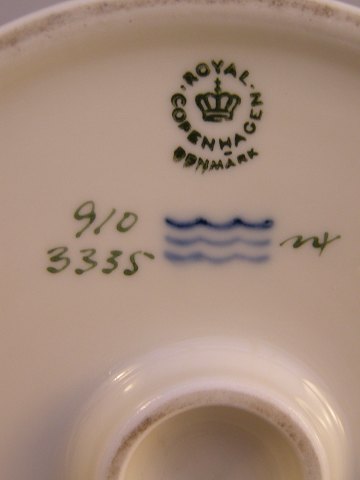 ROYAL
COPENHAGEN
DENMARK
910
3335